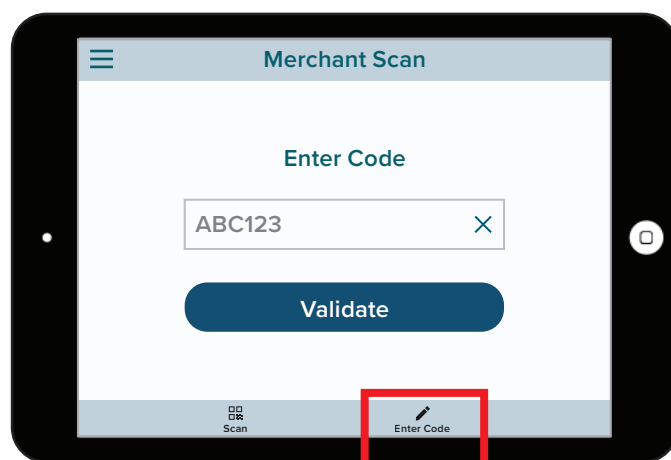 Merchant Scan
Enter Code
ABC123
Validate
Scan
Enter Code